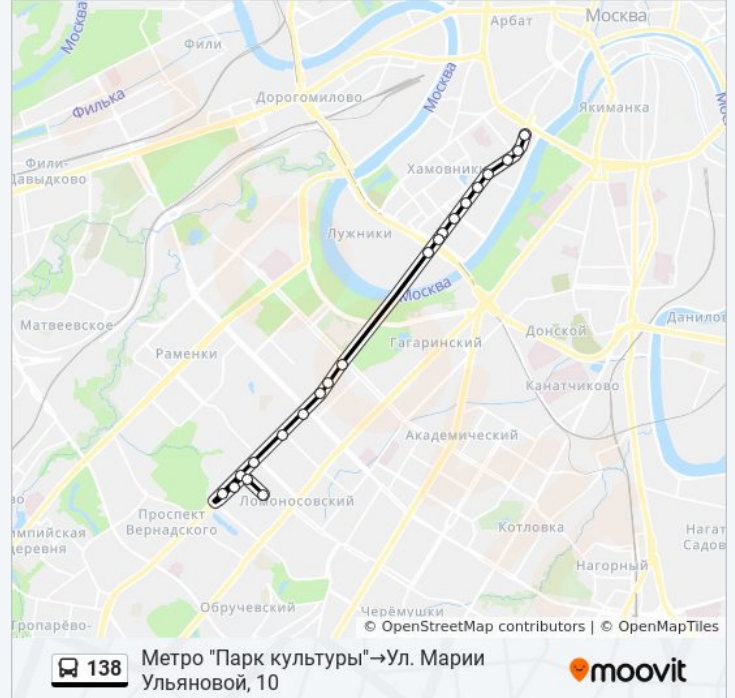 Москва
Арбат
Москва
Фили
Филька
Дорогомилово
Москва
Якиманка
Фили-
Давыдково
Хамовники
Лужники
Москва
Матвеевское
Раменки
Гагаринский
Донской
Данилов
Канатчиково
Академический
Ломоносовский
Проспект
Вернадского
импийская
деревня
Котловка
Нагат
Садов
Нагорный
Обручевский
Черёмушки
Тропарёво-
© OpenStreetMap contributors | © OpenMapTiles
138
Метро "Парк культуры"→Ул. Марии
Ульяновой, 10
moovit